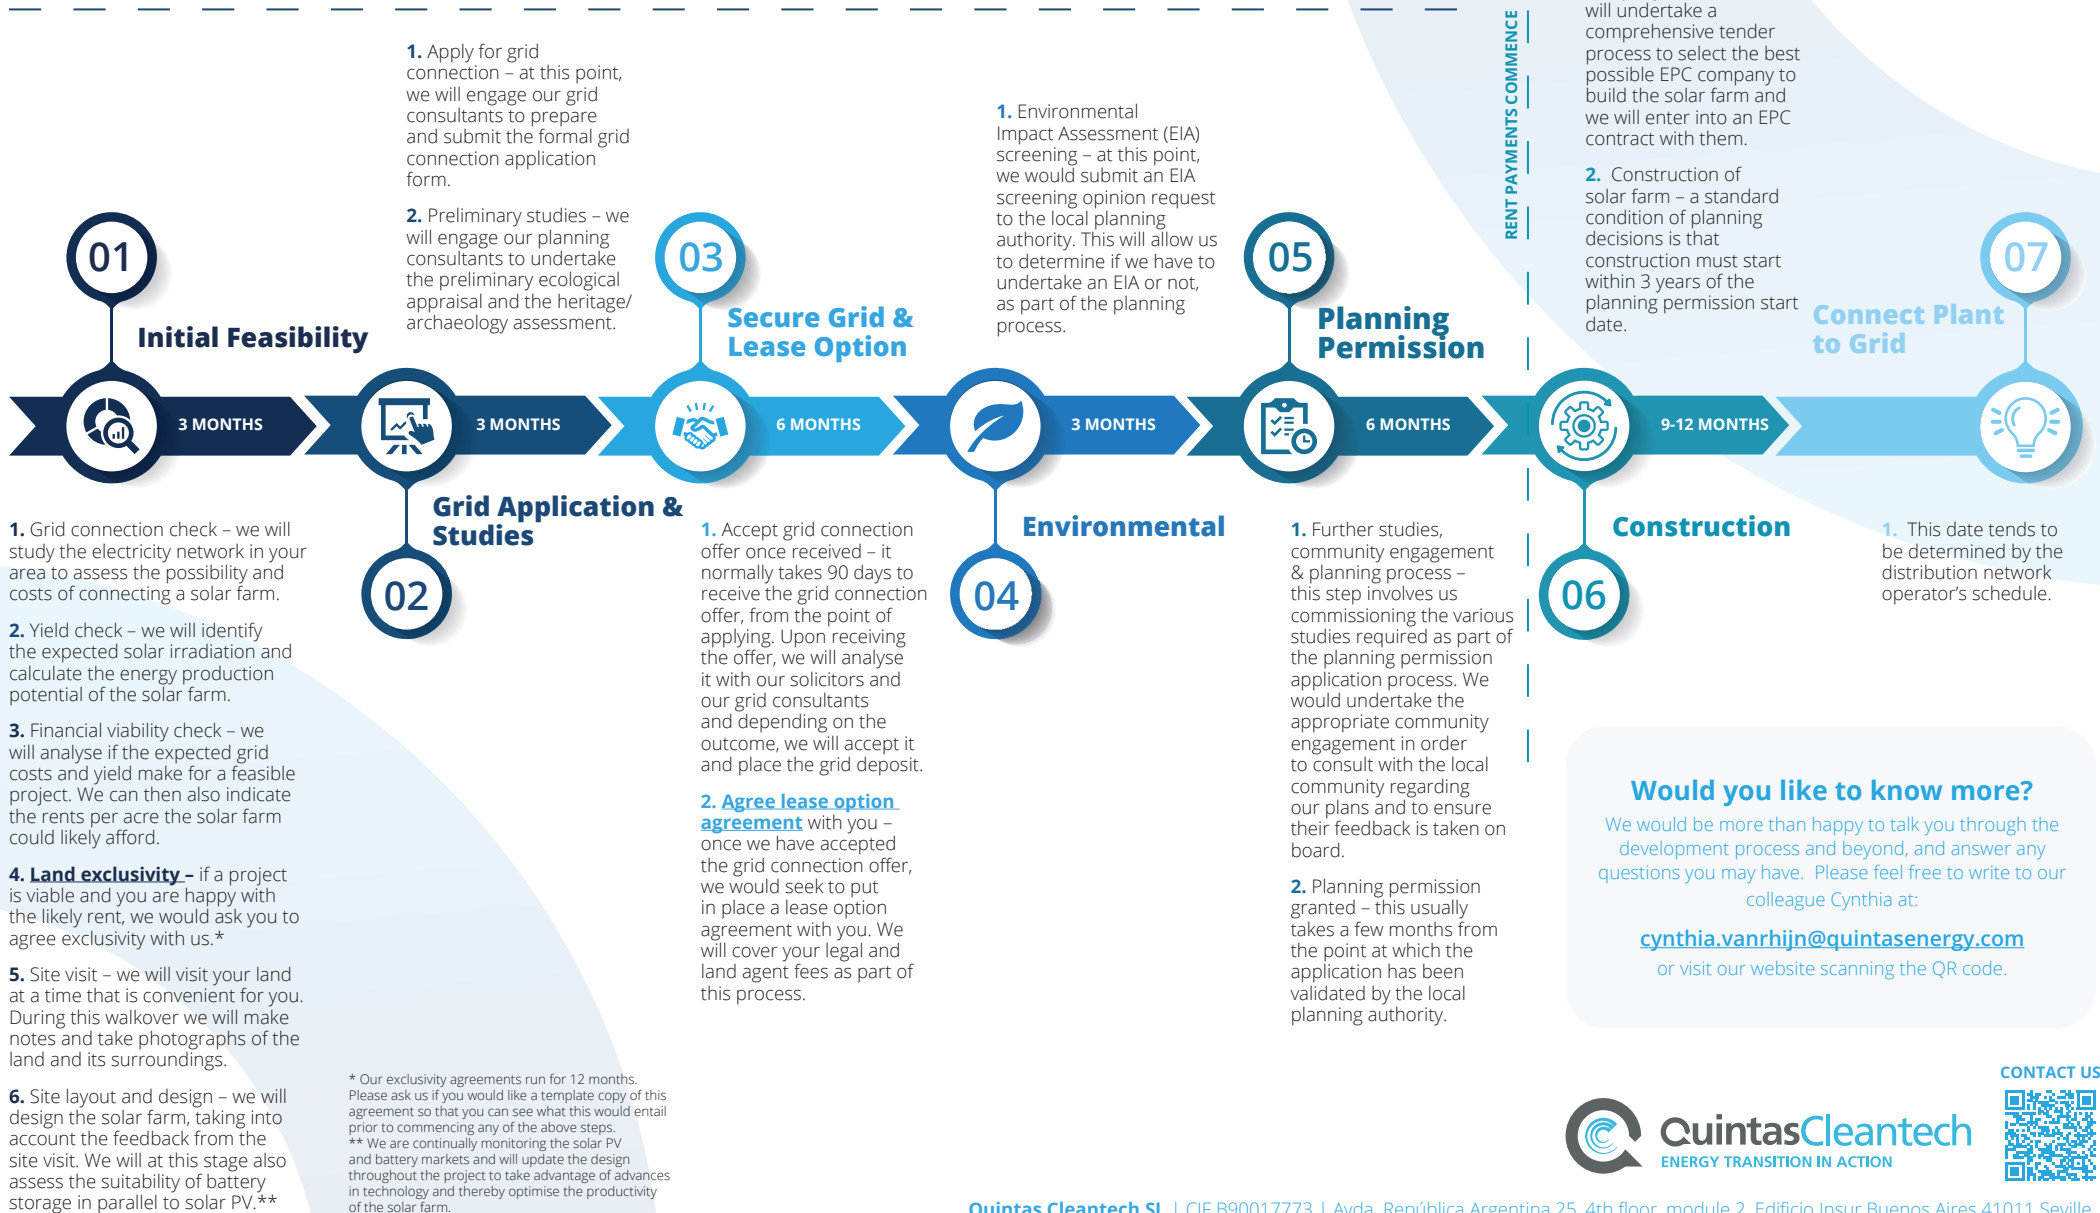 1. Apply for grid
connection – at this point,
we will engage our grid
consultants to prepare
and submit the formal grid
connection application
form.
2. Preliminary studies – we
will engage our planning
consultants to undertake
the preliminary ecological
appraisal and the heritage/
archaeology assessment.
1. Environmental
Impact Assessment (EIA)
screening – at this point,
we would submit an EIA
screening opinion request
to the local planning
authority. This will allow us
to determine if we have to
undertake an EIA or not,
as part of the planning
process.
RENT PAYMENTS COMMENCE
will undertake a
comprehensive tender
process to select the best
possible EPC company to
build the solar farm and
we will enter into an EPC
contract with them.
2. Construction of
solar farm – a standard
condition of planning
decisions is that
construction must start
within 3 years of the
planning permission start
date.
01
Initial Feasibility
03
Secure Grid &
Lease Option
05
Planning
Permission
07
Connect Plant
to Grid
3 MONTHS
3 MONTHS
6 MONTHS
3 MONTHS
6 MONTHS
9-12 MONTHS
Grid Application &
Studies
02
Environmental
04
Construction
06
1. Grid connection check – we will
study the electricity network in your
area to assess the possibility and
costs of connecting a solar farm.
2. Yield check – we will identify
the expected solar irradiation and
calculate the energy production
potential of the solar farm.
3. Financial viability check – we
will analyse if the expected grid
costs and yield make for a feasible
project. We can then also indicate
the rents per acre the solar farm
could likely afford.
4. Land exclusivity – if a project
is viable and you are happy with
the likely rent, we would ask you to
agree exclusivity with us.*
5. Site visit – we will visit your land
at a time that is convenient for you.
During this walkover we will make
notes and take photographs of the
land and its surroundings.
6. Site layout and design – we will
design the solar farm, taking into
account the feedback from the
site visit. We will at this stage also
assess the suitability of battery
storage in parallel to solar PV.**
* Our exclusivity agreements run for 12 months.
Please ask us if you would like a template copy of this
agreement so that you can see what this would entail
prior to commencing any of the above steps.
** We are continually monitoring the solar PV
and battery markets and will update the design
throughout the project to take advantage of advances
in technology and thereby optimise the productivity
of the solar farm.
1. Accept grid connection
offer once received – it
normally takes 90 days to
receive the grid connection
offer, from the point of
applying. Upon receiving
the offer, we will analyse
it with our solicitors and
our grid consultants
and depending on the
outcome, we will accept it
and place the grid deposit.
2. Agree lease option
agreement with you –
once we have accepted
the grid connection offer,
we would seek to put
in place a lease option
agreement with you. We
will cover your legal and
land agent fees as part of
this process.
1. Further studies,
community engagement
& planning process –
this step involves us
commissioning the various
studies required as part of
the planning permission
application process. We
would undertake the
appropriate community
engagement in order
to consult with the local
community regarding
our plans and to ensure
their feedback is taken on
board.
2. Planning permission
granted – this usually
takes a few months from
the point at which the
application has been
validated by the local
planning authority.
1. This date tends to
be determined by the
distribution network
operator's schedule.
Would you like to know more?
We would be more than happy to talk you through the
development process and beyond, and answer any
questions you may have. Please feel free to write to our
colleague Cynthia at:
cynthia.vanrhijn@quintasenergy.com
or visit our website scanning the QR code.
CONTACT US
QuintasCleantech
ENERGY TRANSITION IN ACTION
Quintas Cleantech SL | CIF B90017773 | Avda. República Argentina 25, 4th floor, module 2, Edificio Insur Buenos Aires 41011 Seville